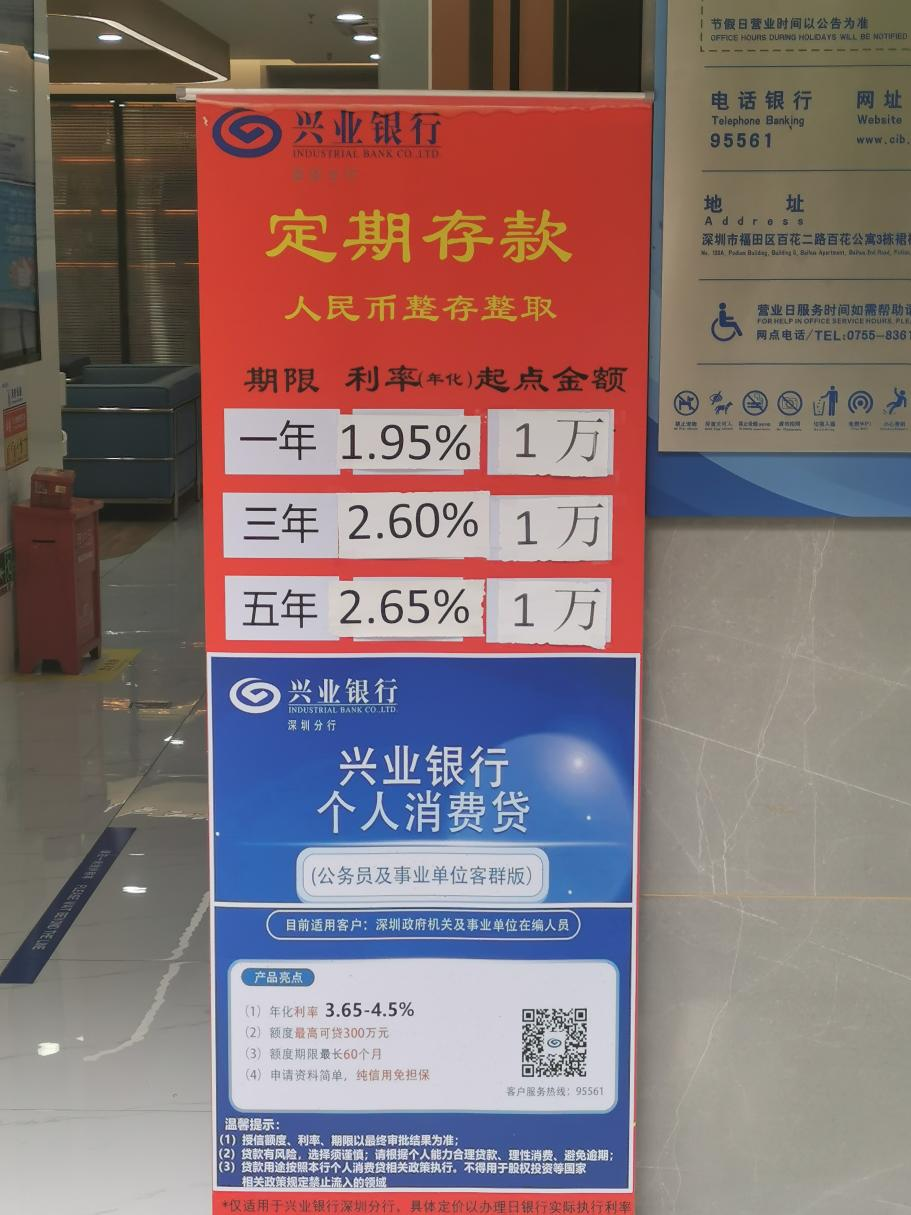 兴业银行
INDUSTRIAL BANK CO.,LTD.
定期存款
人民币整存整取
期限 利率(年化) 起点金额
一年 1.95% 1万
三年 2.60% 1万
五年 2.65% 1万
兴业银行
INDUSTRIAL BANK CO.,LTD.
深圳分行
兴业银行
个人消费贷
(公务员及事业单位客群版)
目前适用客户：深圳政府机关及事业单位在编人员
产品亮点
(1) 年化利率 3.65-4.5%
(2) 额度最高可贷300万元
(3) 额度期限最长60个月
(4) 申请资料简单，纯信用免担保
客户服务热线：95561
温馨提示：
(1) 授信额度、利率、期限以最终审批结果为准；
(2) 贷款有风险，选择须谨慎；请根据个人能力合理贷款、理性消费、避免逾期；
(3) 贷款用途按照本行个人消费贷相关政策执行。不得用于股权投资等国家
相关政策规定禁止流入的领域
*仅适用于兴业银行深圳分行，具体定价以办理日银行实际执行利率
节假日营业时间以公告为准
OFFICE HOURS DURING HOLIDAYS WILL BE NOTIFIED
电话银行 网址
Telephone Banking Website
95561 www.cib.
地址
Address
深圳市福田区百花二路百花公寓3栋裙
营业日服务时间如需帮助请
FOR HELP IN OFFICE SERVICE HOURS, PLE
网点电话/TEL:0755-836
PLEASE WAIT BEHIND THE LINE